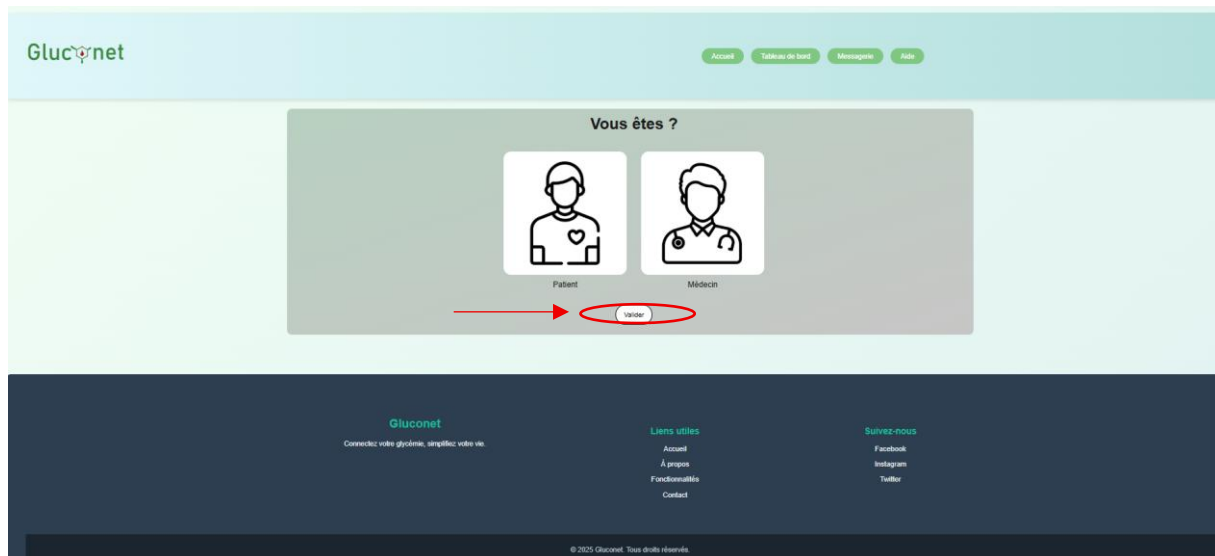 Gluconet
Accueil Tableau de bord Messagerie Aide
Vous êtes ?
Patient Médecin
Valider
Gluconet
Connectez votre glycémie, simplifiez votre vie.
Liens utiles
Accueil
À propos
Fonctionnalités
Contact
Suivez-nous
Facebook
Instagram
Twitter
© 2025 Gluconet. Tous droits réservés.